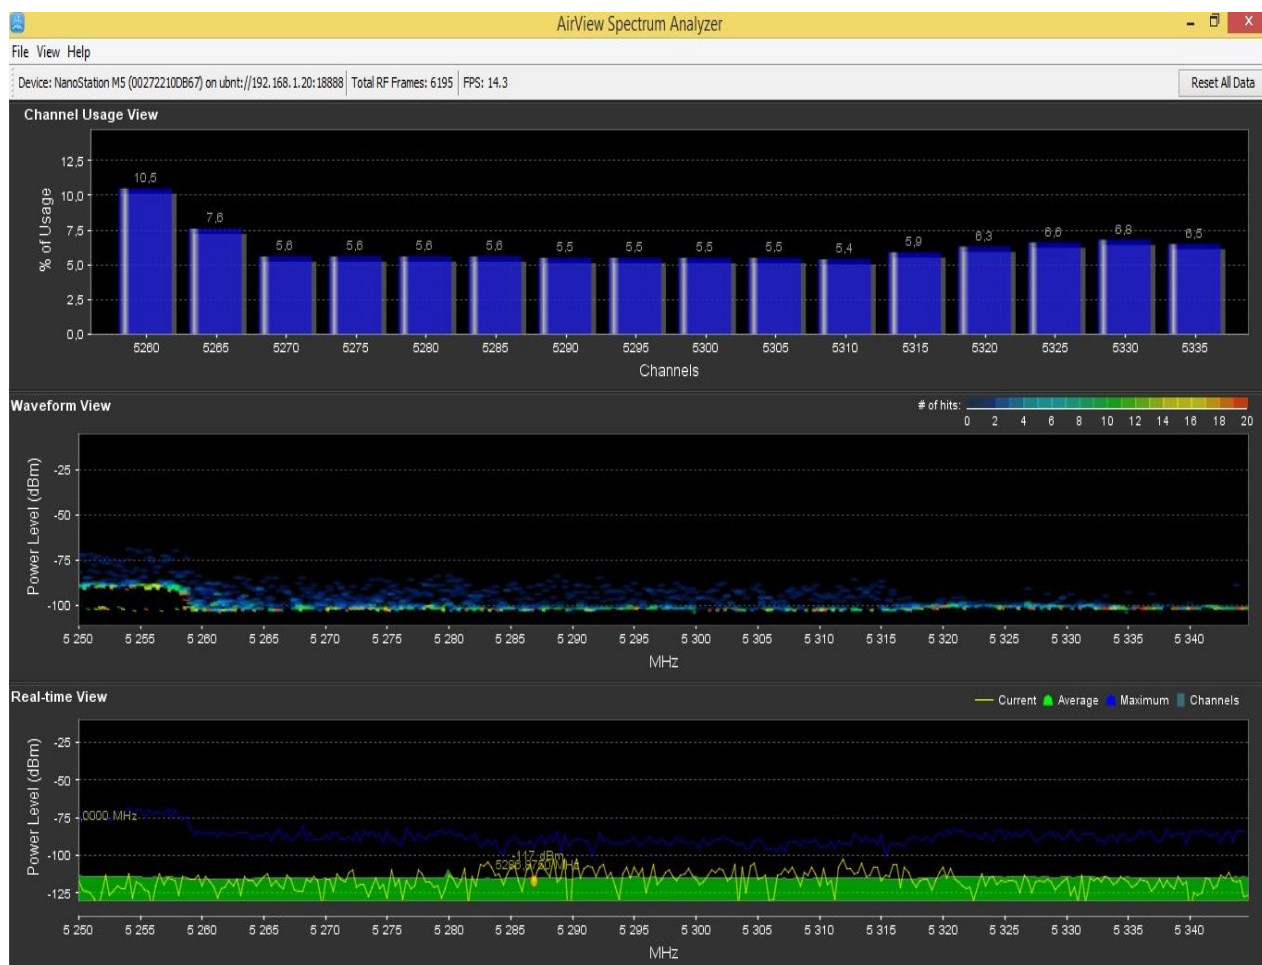 AirView Spectrum Analyzer
File View Help
Device: NanoStation M5 (00272210DB67) on ubnt://192.168.1.20:18888 Total RF Frames: 6195 FPS: 14.3 Reset All Data
Channel Usage View
% of Usage
12,5
10,0
7,5
5,0
2,5
0,0
10,5 7,6 5,6 5,6 5,6 5,6 5,5 5,5 5,5 5,5 5,4 5,9 6,3 6,6 6,8 6,5
5260 5265 5270 5275 5280 5285 5290 5295 5300 5305 5310 5315 5320 5325 5330 5335
Channels
Waveform View
# of hits:
0 2 4 6 8 10 12 14 16 18 20
Power Level (dBm)
-25
-50
-75
-100
5 250 5 255 5 260 5 265 5 270 5 275 5 280 5 285 5 290 5 295 5 300 5 305 5 310 5 315 5 320 5 325 5 330 5 335 5 340
MHz
Real-time View
Current Average Maximum Channels
Power Level (dBm)
-25
-50
-75
-100
-125
,0000 MHz
-117 dBm
5 250 5 255 5 260 5 265 5 270 5 275 5 280 5 285 5 290 5 295 5 300 5 305 5 310 5 315 5 320 5 325 5 330 5 335 5 340
MHz